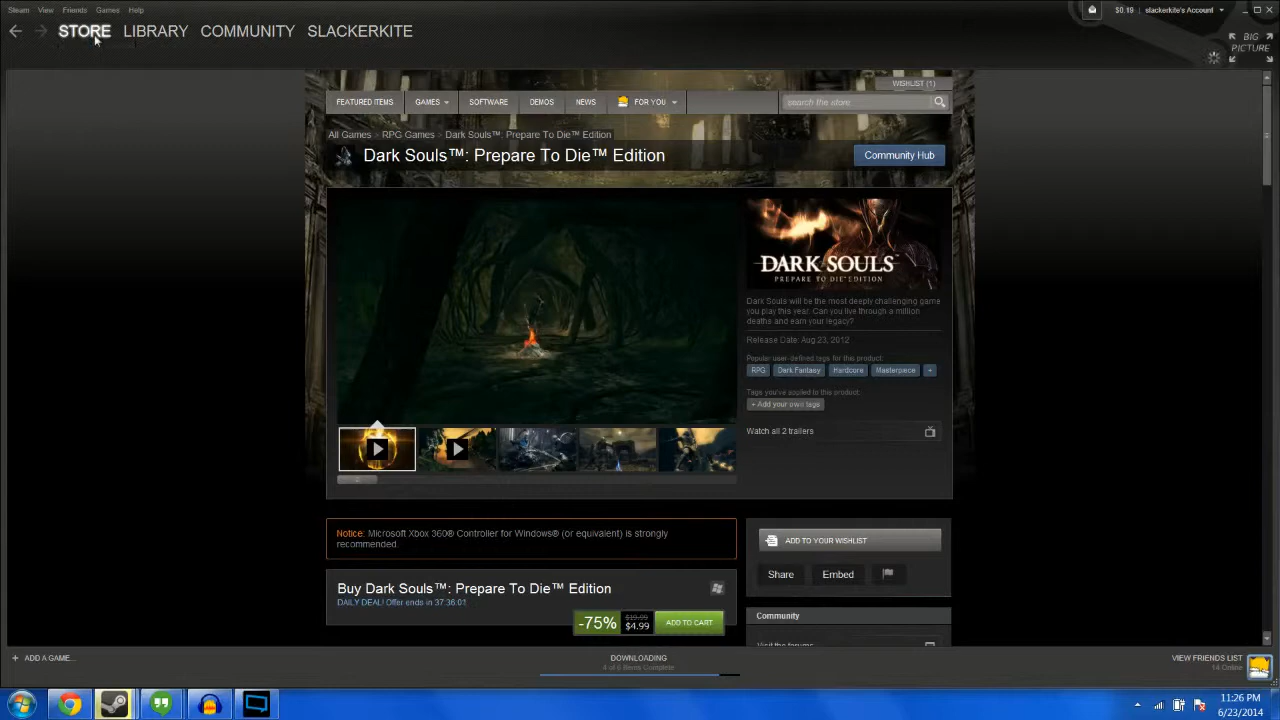 Steam View Friends Games Help
$0.19 slackerkite's Account
STORE LIBRARY COMMUNITY SLACKERKITE
BIG PICTURE
WISHLIST (1)
FEATURED ITEMS GAMES SOFTWARE DEMOS NEWS FOR YOU search the store
All Games > RPG Games > Dark Souls™: Prepare To Die™ Edition
Dark Souls™: Prepare To Die™ Edition
Community Hub
DARK SOULS™
PREPARE TO DIE™ EDITION
Dark Souls will be the most deeply challenging game
you play this year. Can you live through a million
deaths and earn your legacy?
Release Date: Aug 23, 2012
Popular user-defined tags for this product:
RPG Dark Fantasy Hardcore Masterpiece +
Tags you've applied to this product:
+ Add your own tags
Watch all 2 trailers
Notice: Microsoft Xbox 360® Controller for Windows® (or equivalent) is strongly
recommended.
ADD TO YOUR WISHLIST
Share Embed
Buy Dark Souls™: Prepare To Die™ Edition
DAILY DEAL! Offer ends in 37:36:01
-75% $19.99 $4.99 ADD TO CART
Community
Visit the forums
+ ADD A GAME...
DOWNLOADING
4 of 6 Items Complete
VIEW FRIENDS LIST
14 Online
11:26 PM
6/23/2014